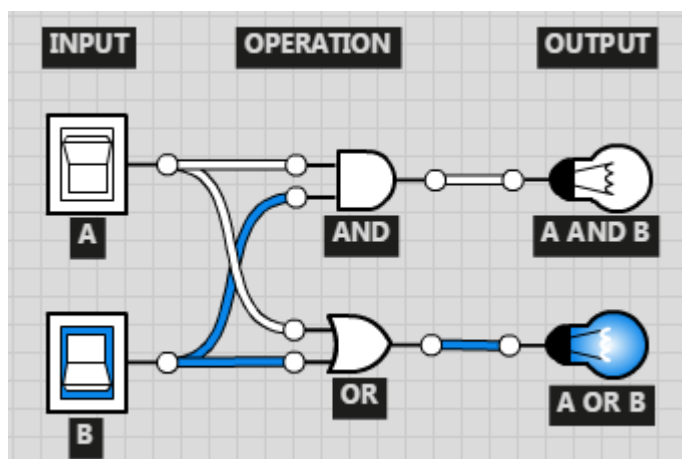 INPUT OPERATION OUTPUT
A AND A AND B
B OR A OR B